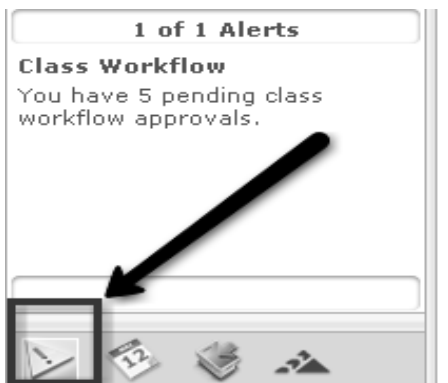 1 of 1 Alerts
Class Workflow
You have 5 pending class
workflow approvals.
!
12